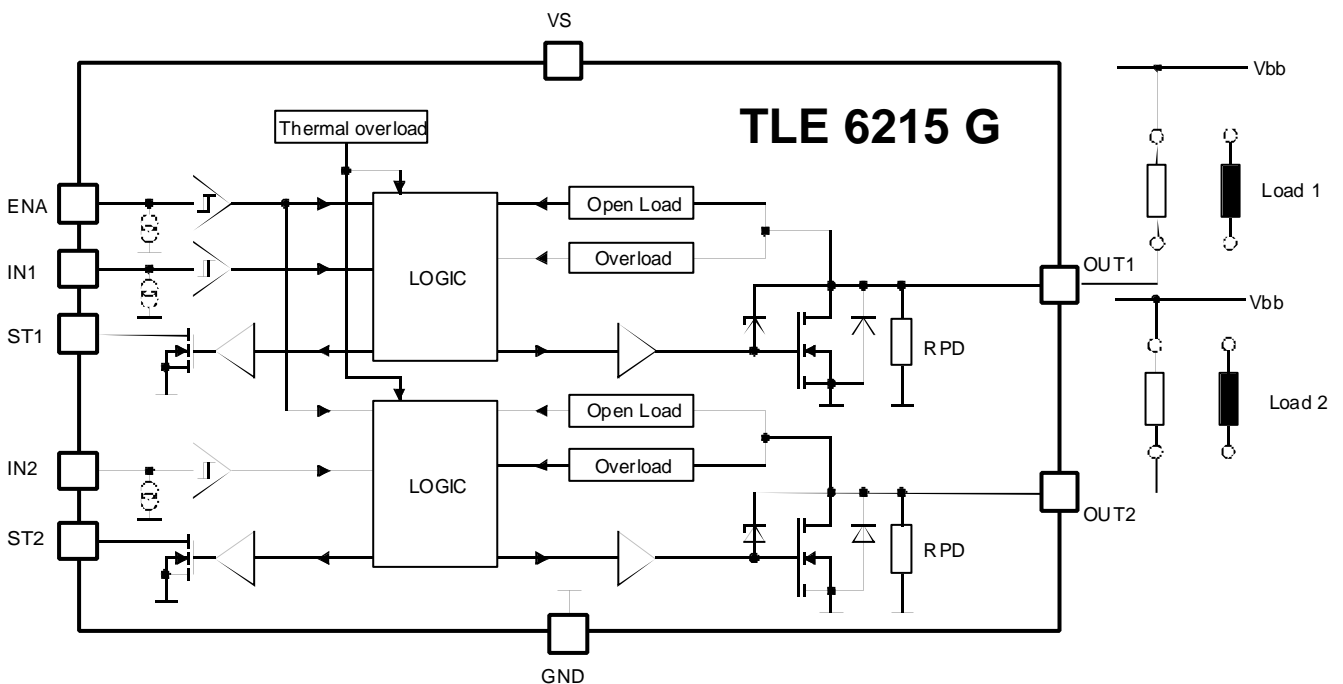 VS
Vbb
TLE 6215 G
Thermal overload
ENA
Open Load
Load 1
IN1
Overload
LOGIC
OUT1
Vbb
ST1
RPD
Open Load
Load 2
IN2
Overload
LOGIC
OUT2
ST2
RPD
GND